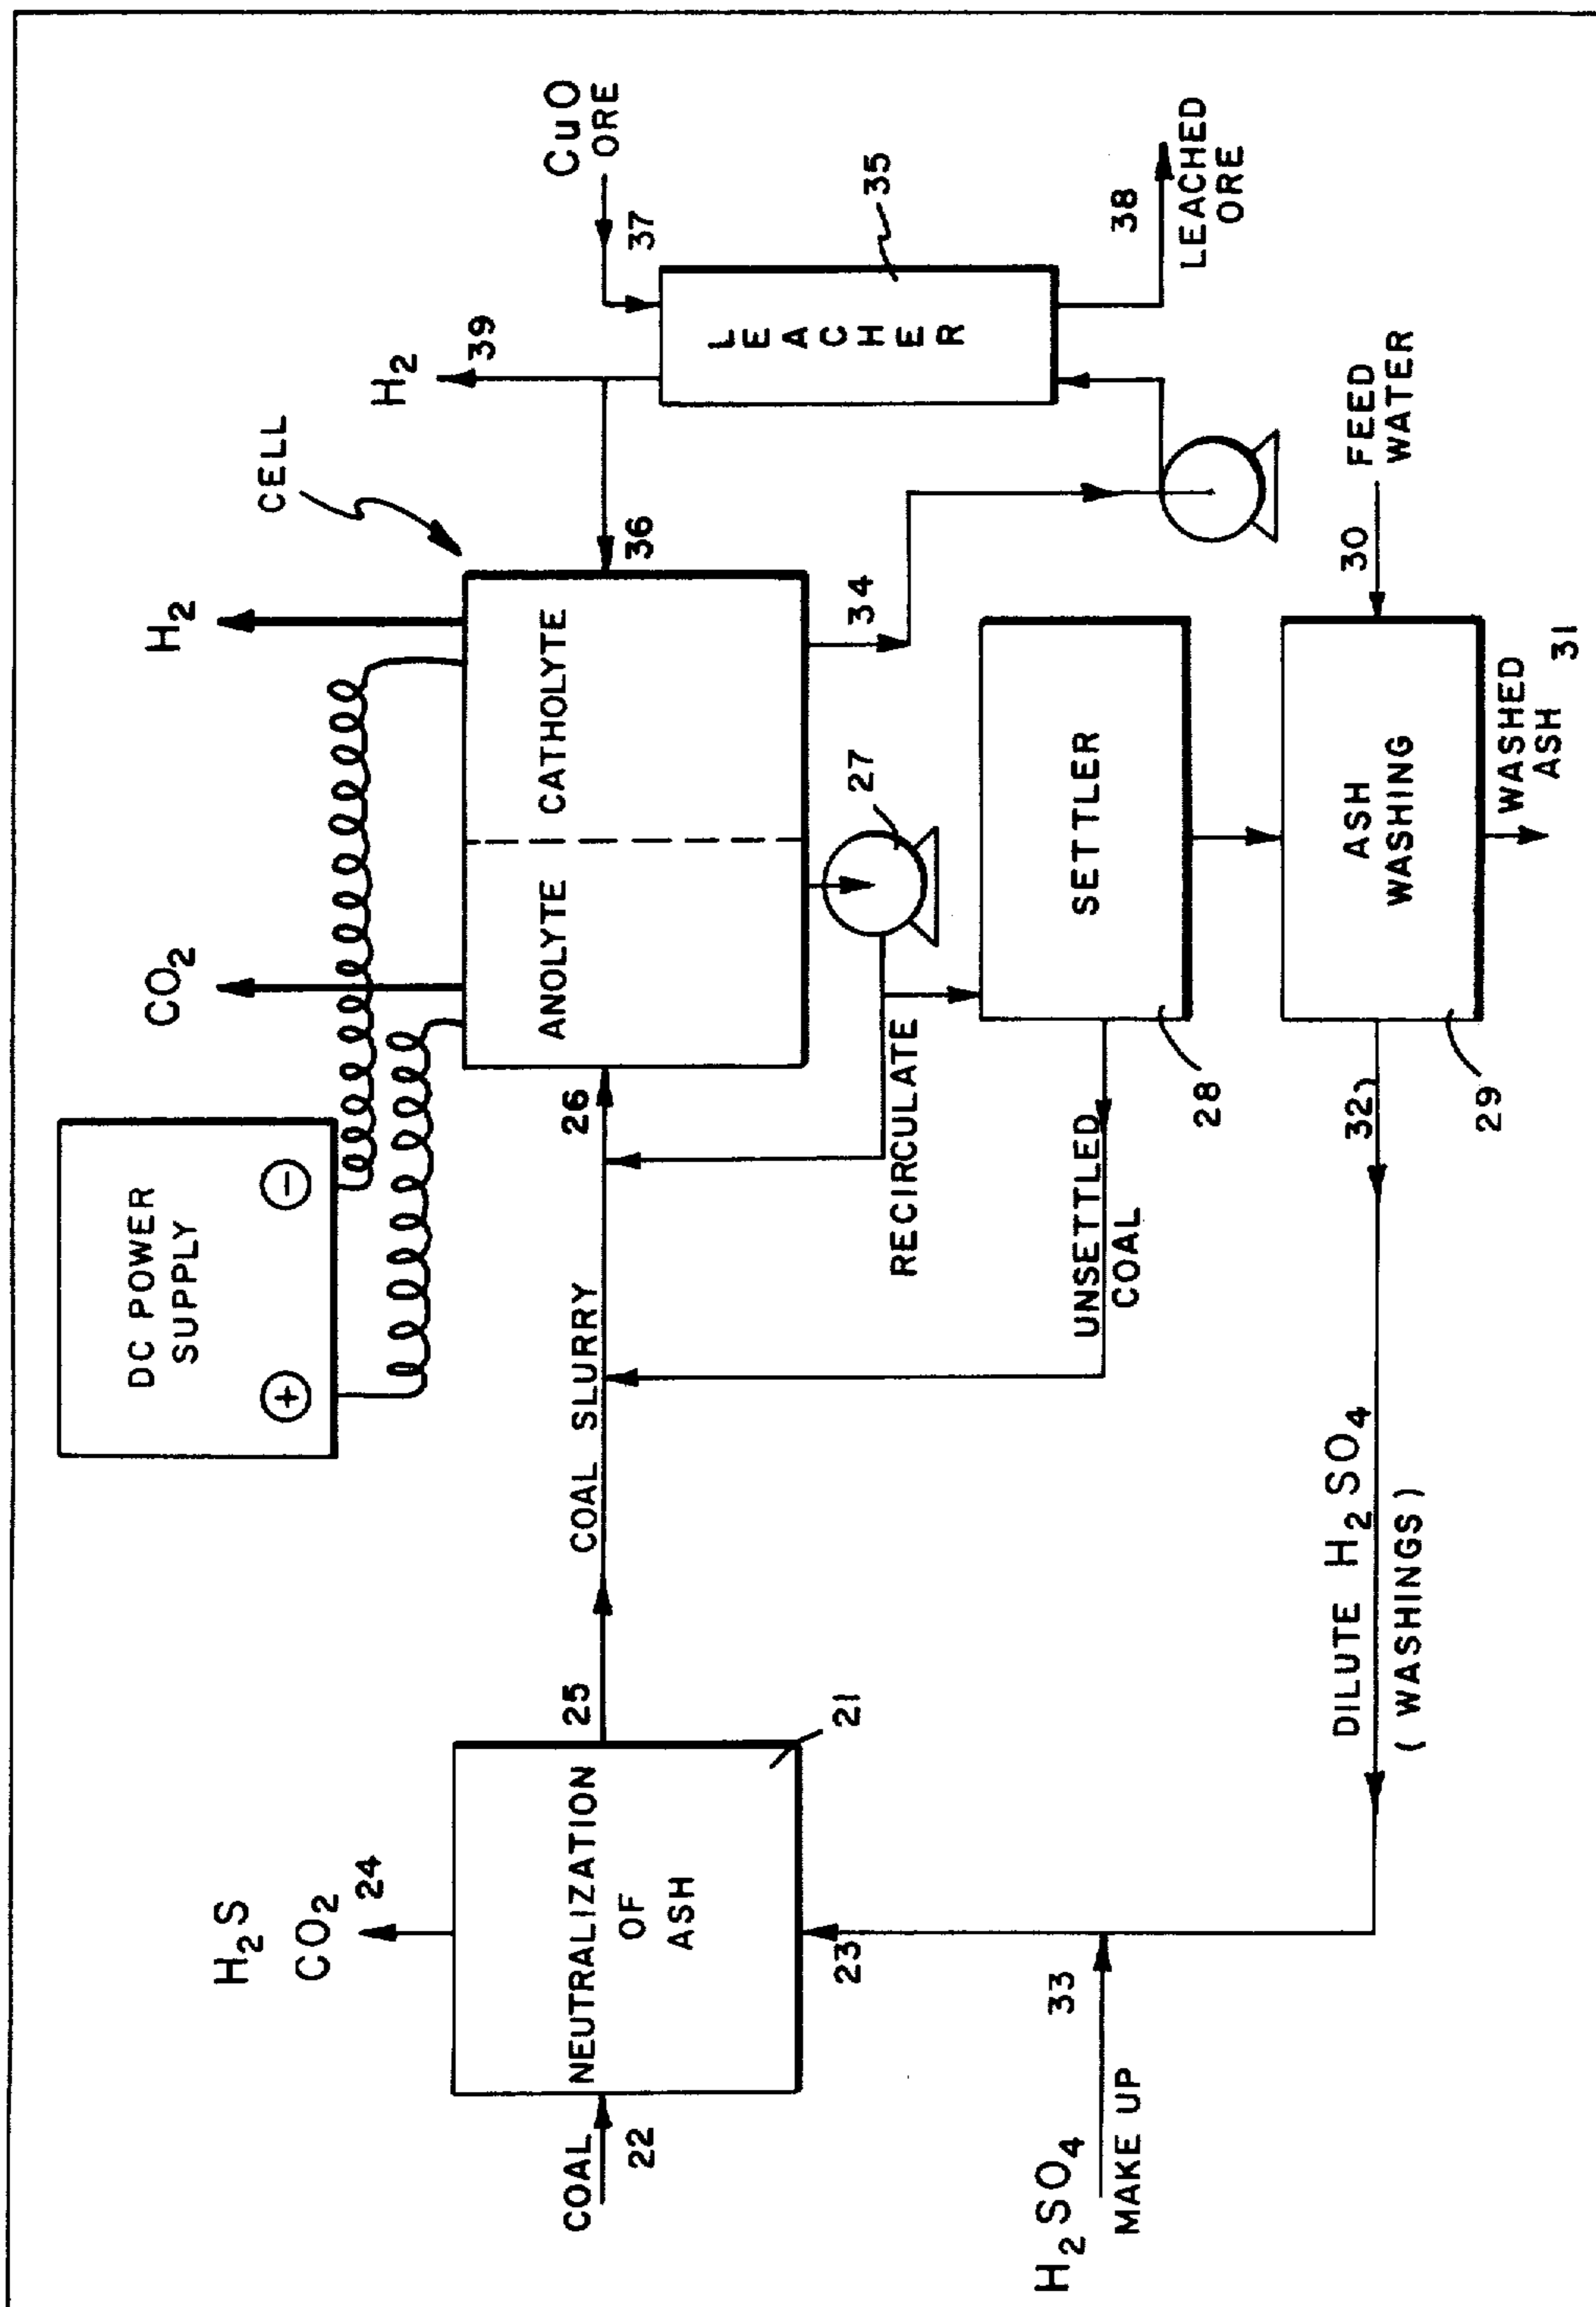 DC POWER
SUPPLY
+
−
CO2
H2
CELL
H2
39
CuO
ORE
37
H2S
CO2
24
COAL
22
NEUTRALIZATION
OF
ASH
21
25
COAL SLURRY
26
ANOLYTE
CATHOLYTE
36
LEACHER
35
34
38
LEACHED
ORE
27
RECIRCULATE
UNSETTLED
COAL
SETTLER
28
23
33
H2SO4
MAKE UP
DILUTE H2SO4
(WASHINGS)
32
ASH
WASHING
29
30
FEED
WATER
WASHED
ASH
31